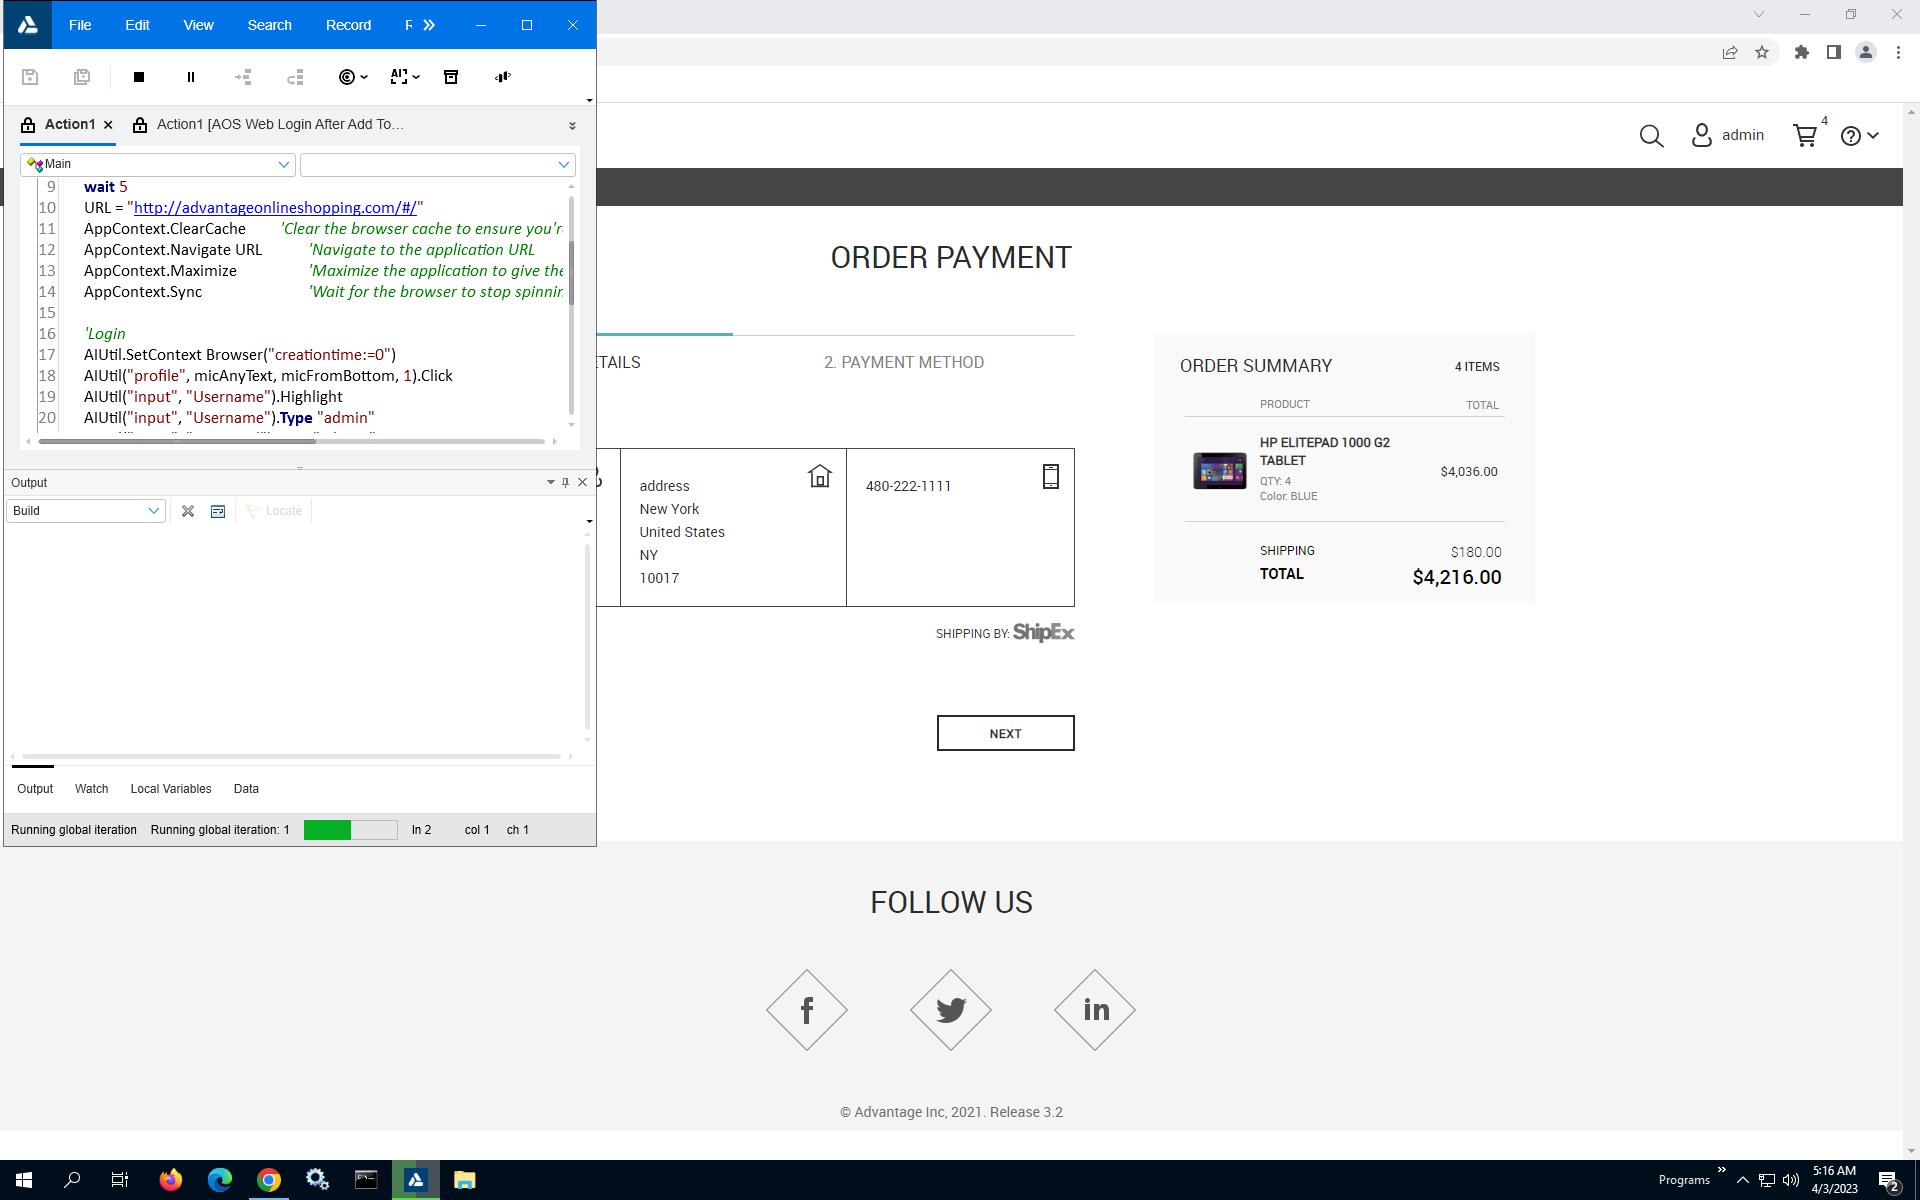 File Edit View Search Record
Action1 Action1 [AOS Web Login After Add To...
Main
9 wait 5
10 URL = "http://advantageonlineshopping.com/#/"
11 AppContext.ClearCache 'Clear the browser cache to ensure you'r
12 AppContext.Navigate URL 'Navigate to the application URL
13 AppContext.Maximize 'Maximize the application to give the
14 AppContext.Sync 'Wait for the browser to stop spinnin
15
16 'Login
17 AIUtil.SetContext Browser("creationtime:=0")
18 AIUtil("profile", micAnyText, micFromBottom, 1).Click
19 AIUtil("input", "Username").Highlight
20 AIUtil("input", "Username").Type "admin"
Output
Build Locate
Output Watch Local Variables Data
Running global iteration Running global iteration: 1 ln 2 col 1 ch 1
admin 4
ORDER PAYMENT
ETAILS 2. PAYMENT METHOD
address
New York
United States
NY
10017
480-222-1111
SHIPPING BY: ShipEx
NEXT
ORDER SUMMARY 4 ITEMS
PRODUCT TOTAL
HP ELITEPAD 1000 G2
TABLET
$4,036.00
QTY: 4
Color: BLUE
SHIPPING $180.00
TOTAL $4,216.00
FOLLOW US
f in
© Advantage Inc, 2021. Release 3.2
Programs
5:16 AM
4/3/2023
2